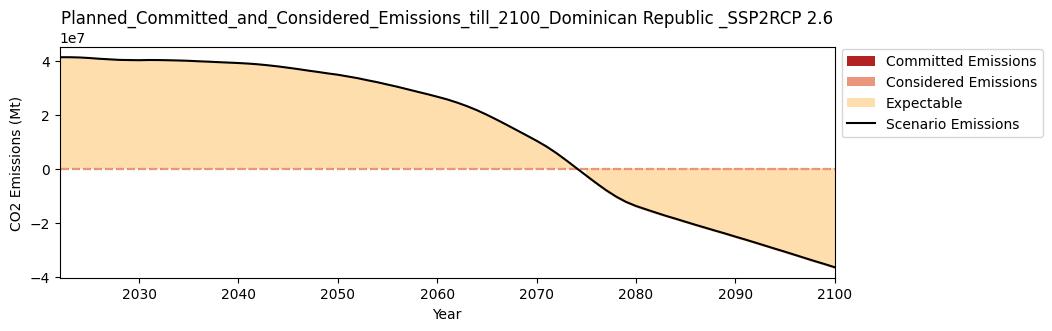 Planned_Committed_and_Considered_Emissions_till_2100_Dominican Republic _SSP2RCP 2.6
1e7
4
2
0
−2
−4
CO2 Emissions (Mt)
2030 2040 2050 2060 2070 2080 2090 2100
Year
Committed Emissions
Considered Emissions
Expectable
Scenario Emissions